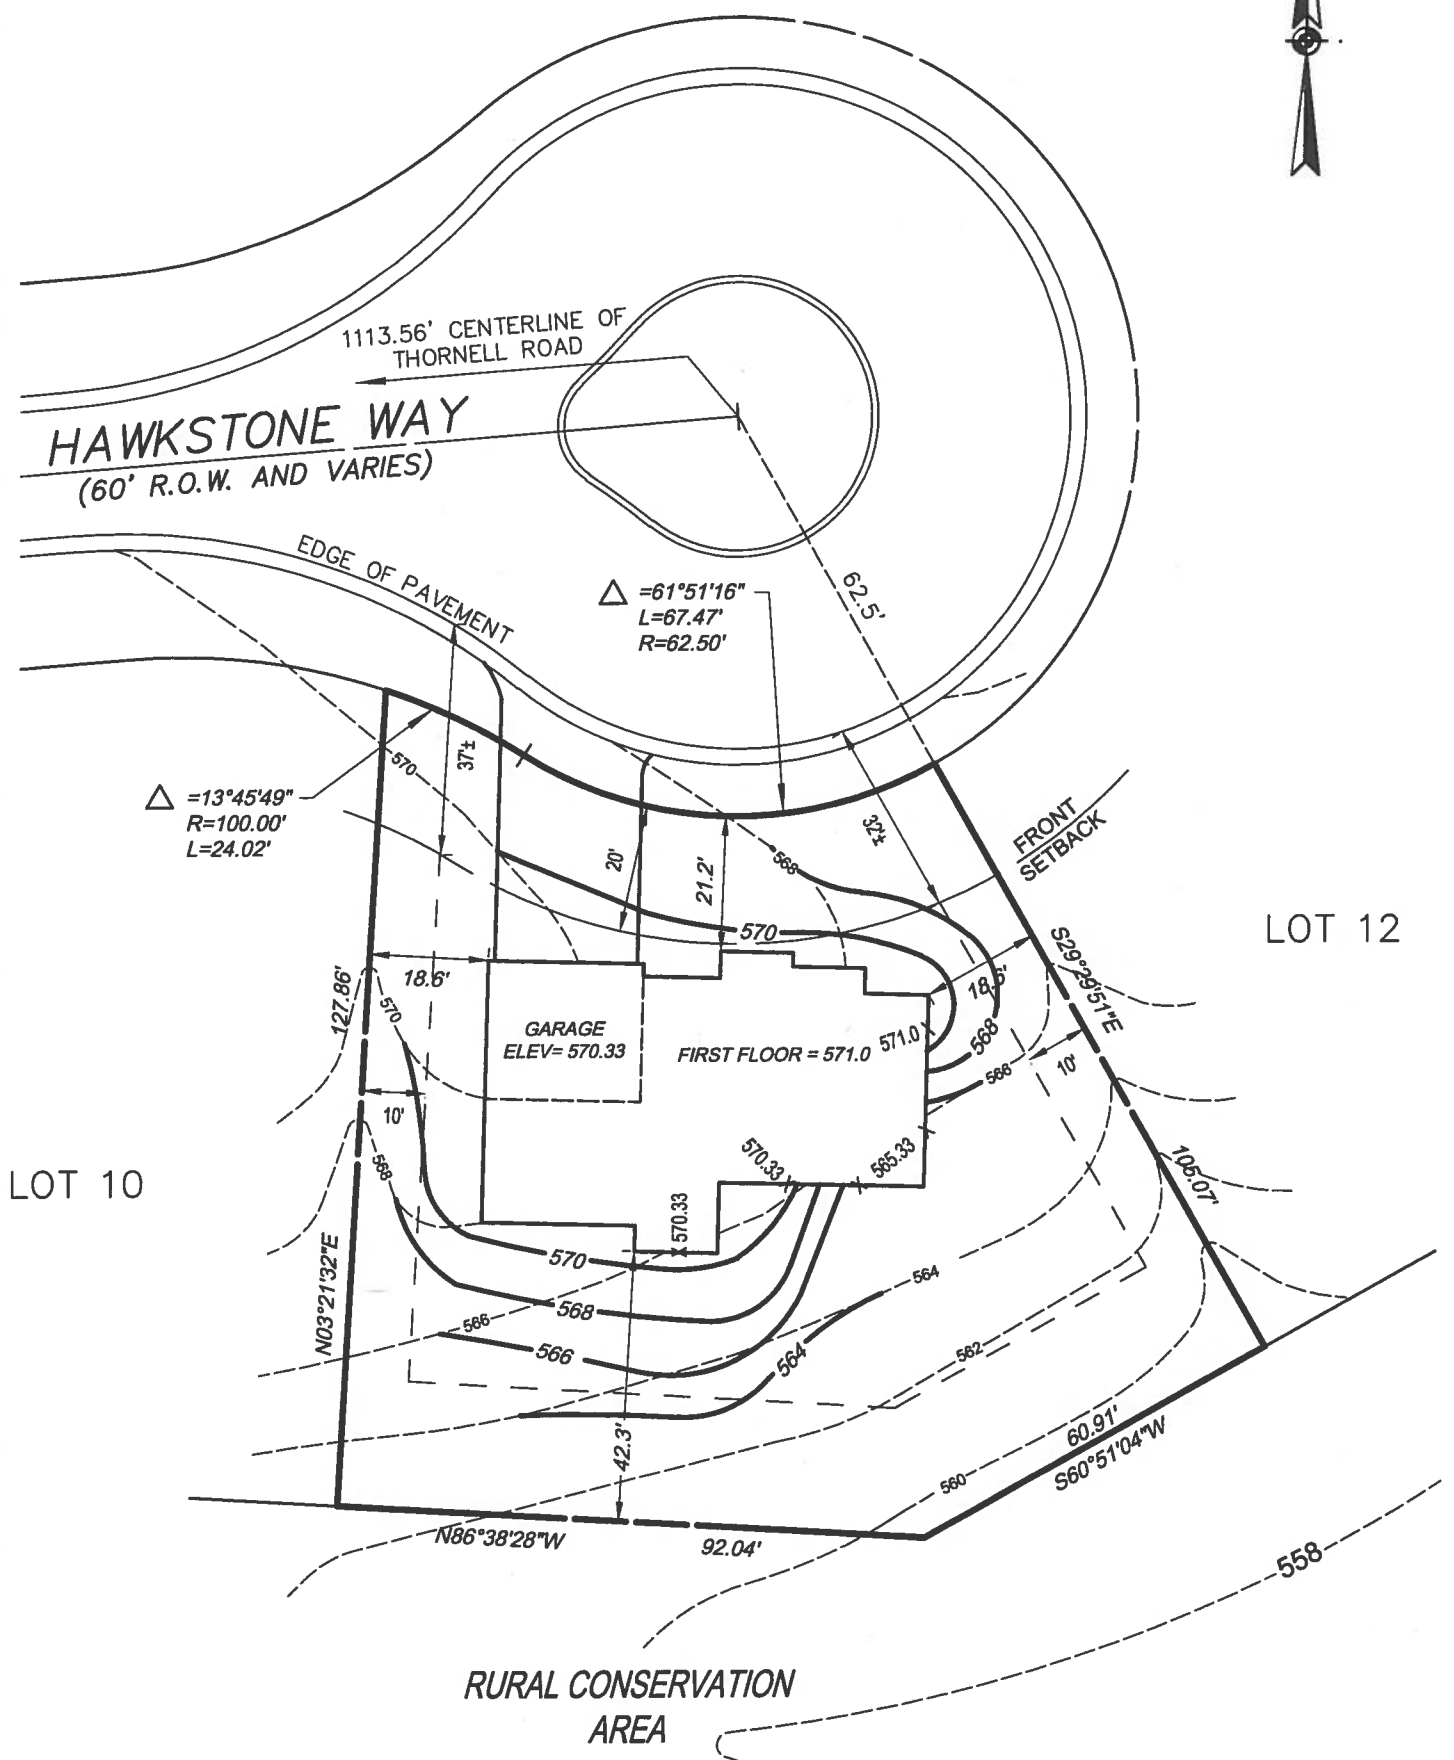 1113.56' CENTERLINE OF
THORNELL ROAD
HAWKSTONE WAY
(60' R.O.W. AND VARIES)
EDGE OF PAVEMENT
△ =61°51'16"
L=67.47'
R=62.50'
62.5'
37'±
570
△ =13°45'49"
R=100.00'
L=24.02'
32'±
FRONT
SETBACK
20'
21.2'
568
570
LOT 12
S29°29'51"E
18.6'
18.6'
127.86'
570
GARAGE
ELEV= 570.33
FIRST FLOOR = 571.0
571.0
568
566
10'
10'
LOT 10
568
570.33
565.33
570.33
105.07'
N03°21'32"E
570
564
568
566
566
564
562
42.3'
60.91'
S60°51'04"W
560
N86°38'28"W
92.04'
558
RURAL CONSERVATION
AREA